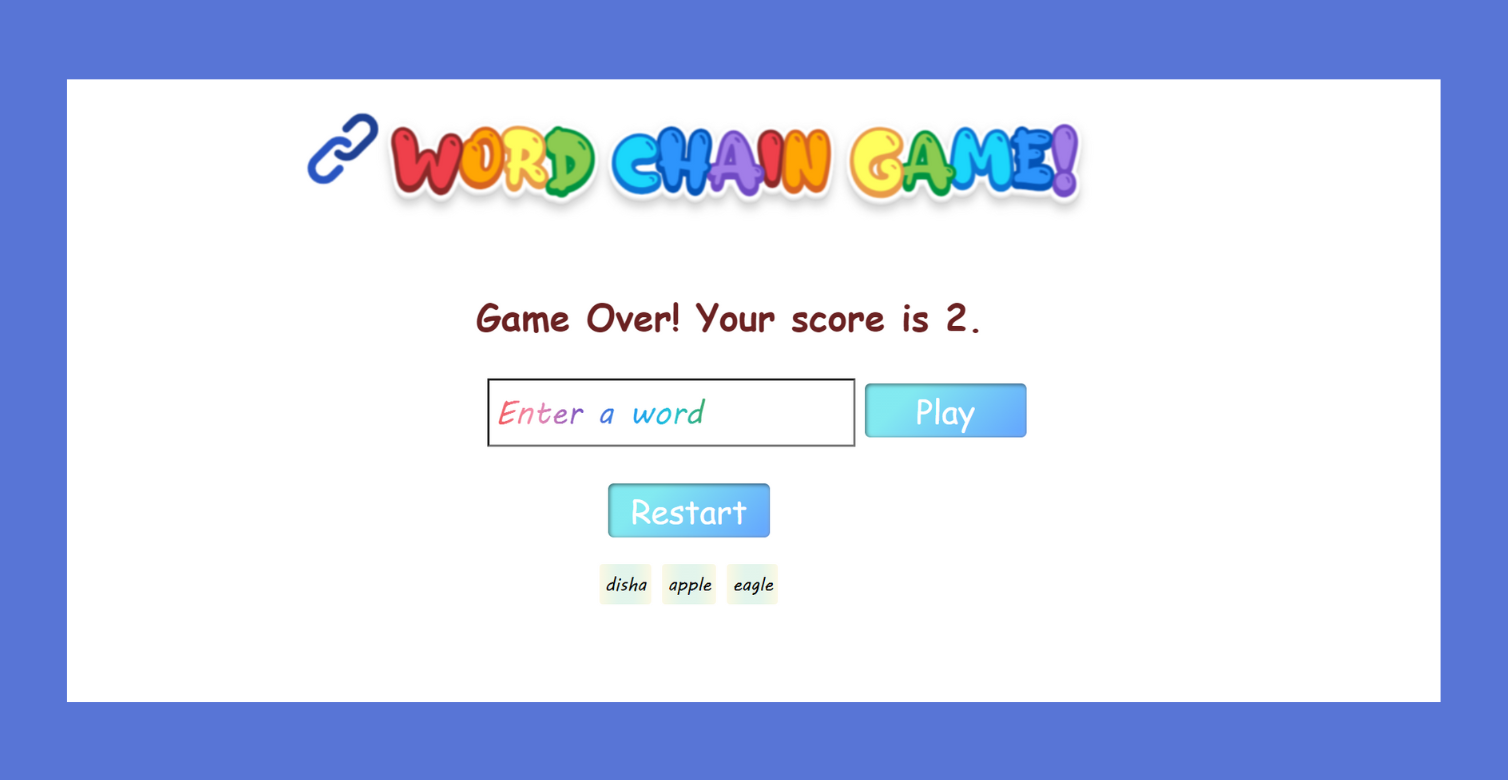 WORD CHAIN GAME!
Game Over! Your score is 2.
Enter a word Play
Restart
disha apple eagle